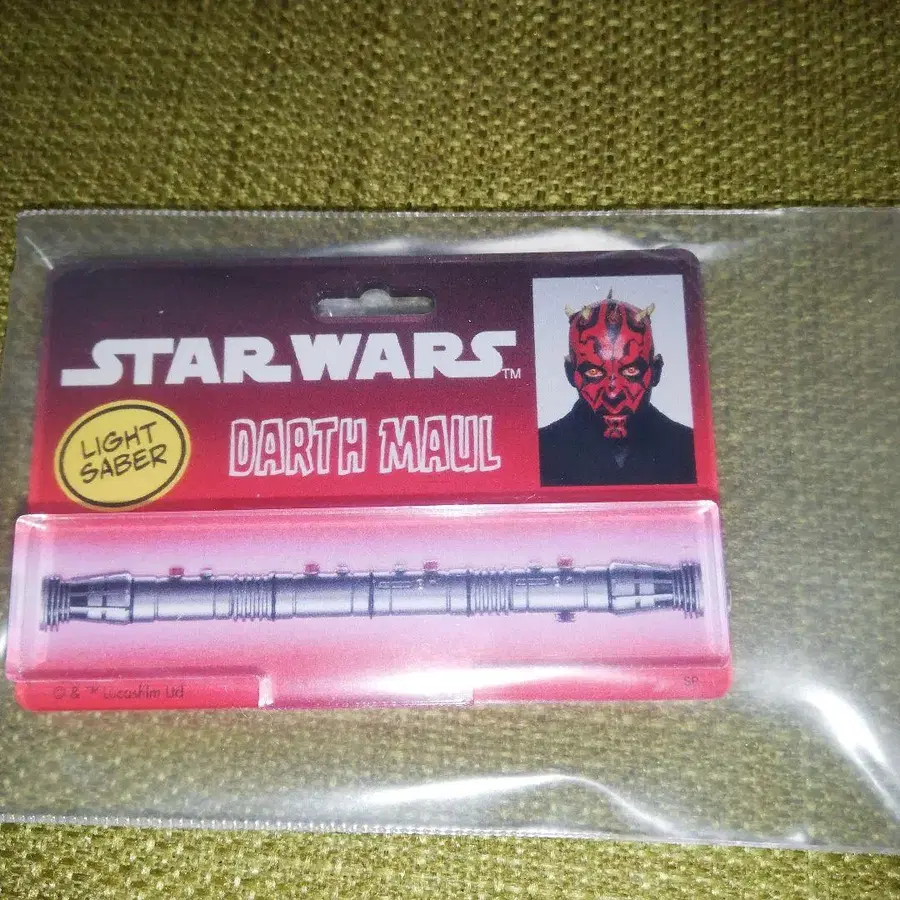 STAR WARS™
LIGHT
SABER
DARTH MAUL
© & ™ Lucasfilm Ltd
SP